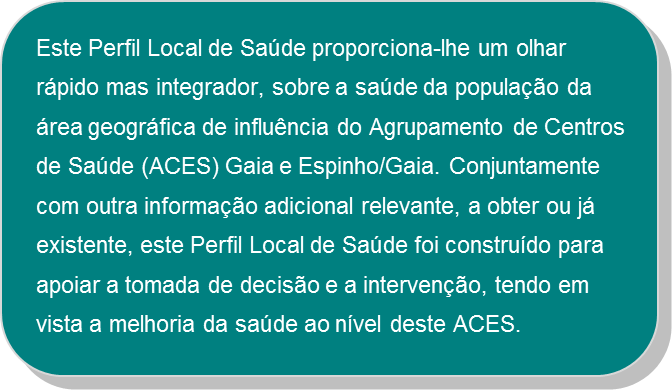 Este Perfil Local de Saúde proporciona-lhe um olhar
rápido mas integrador, sobre a saúde da população da
área geográfica de influência do Agrupamento de Centros
de Saúde (ACES) Gaia e Espinho/Gaia. Conjuntamente
com outra informação adicional relevante, a obter ou já
existente, este Perfil Local de Saúde foi construído para
apoiar a tomada de decisão e a intervenção, tendo em
vista a melhoria da saúde ao nível deste ACES.